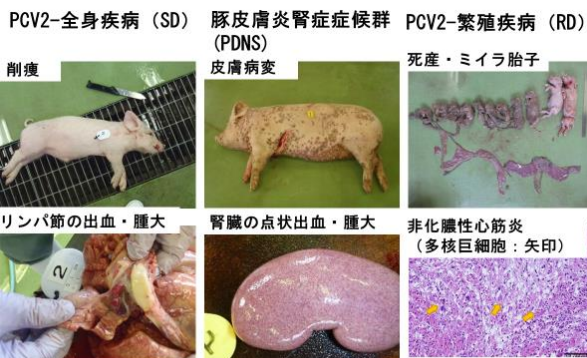 PCV2-全身疾病（SD）
豚皮膚炎腎症症候群
(PDNS)
PCV2-繁殖疾病（RD）
削痩
皮膚病変
死産・ミイラ胎子
リンパ節の出血・腫大
腎臓の点状出血・腫大
非化膿性心筋炎
（多核巨細胞：矢印）
2